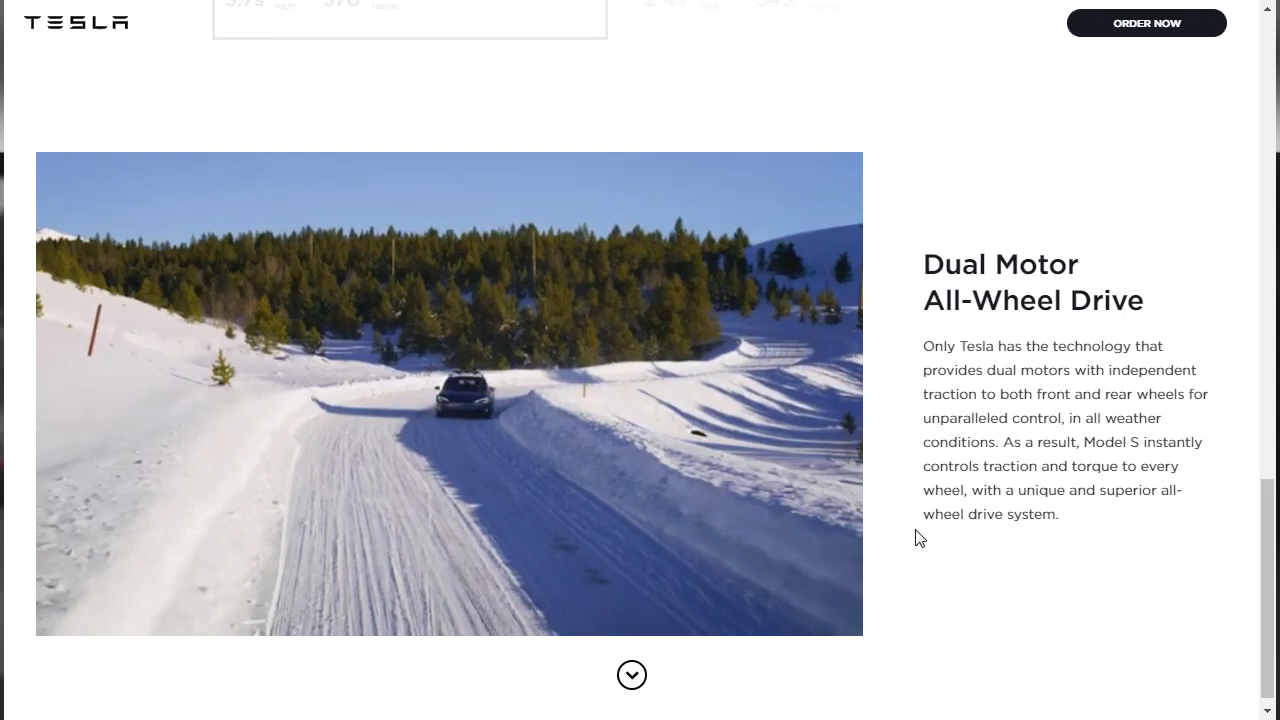 TESLA
ORDER NOW
Dual Motor
All-Wheel Drive
Only Tesla has the technology that
provides dual motors with independent
traction to both front and rear wheels for
unparalleled control, in all weather
conditions. As a result, Model S instantly
controls traction and torque to every
wheel, with a unique and superior all-
wheel drive system.